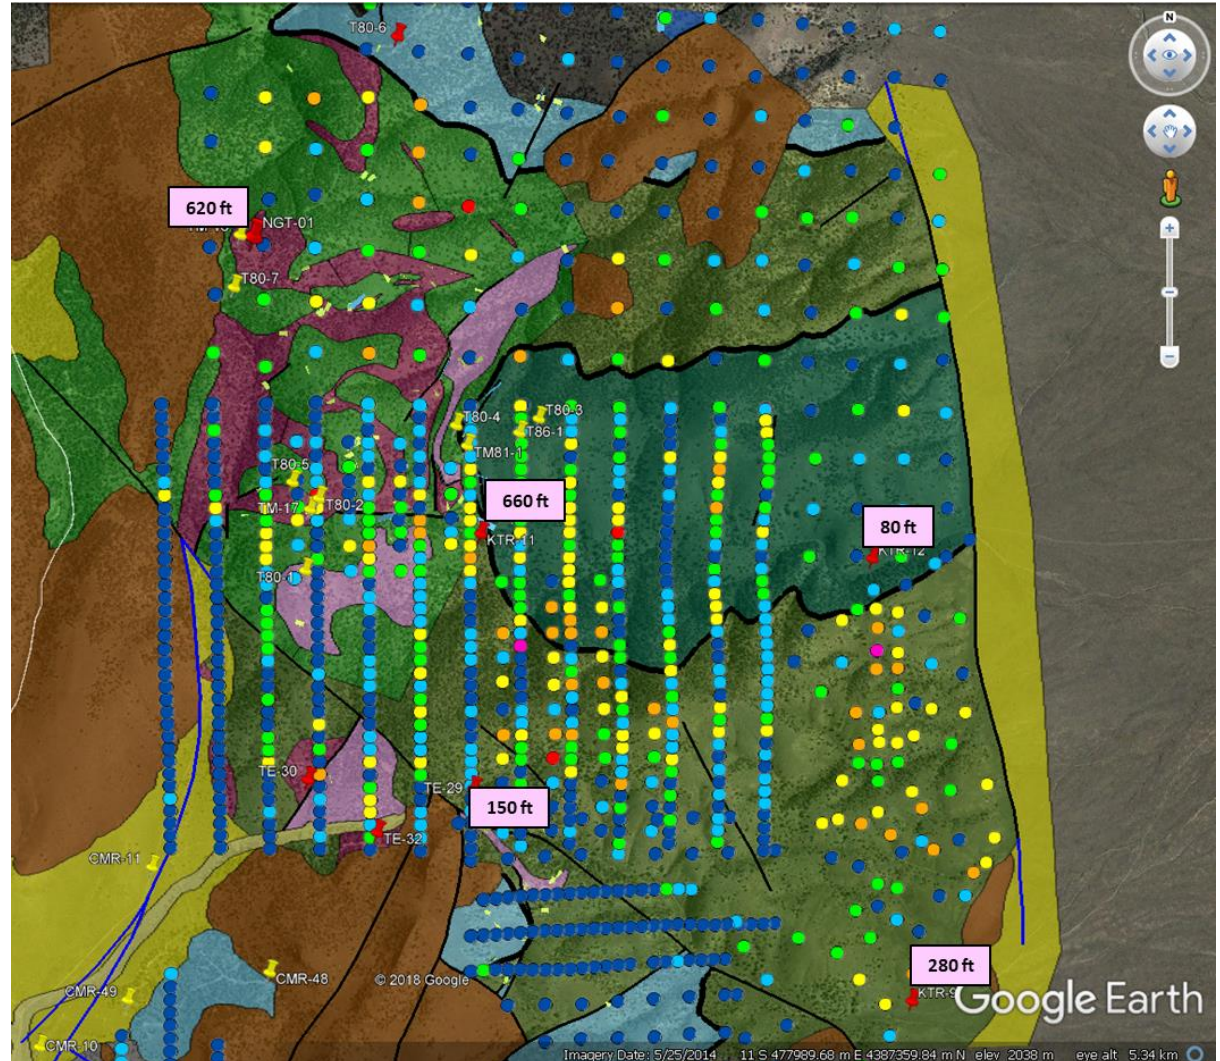 T80-6
N
620 ft
NGT-01
T80-7
T80-4
T80-3
T86-1
TM81-1
T80-5
660 ft
TM-17
T80-2
80 ft
KTR-11
KTR-12
T80-1
TE-30
TE-29
150 ft
TE-32
CMR-11
280 ft
CMR-48
© 2018 Google
CMR-49
KTR-9
Google Earth
CMR-10
Imagery Date: 5/25/2014 11 S 477989.68 m E 4387359.84 m N elev 2038 m eye alt 5.34 km